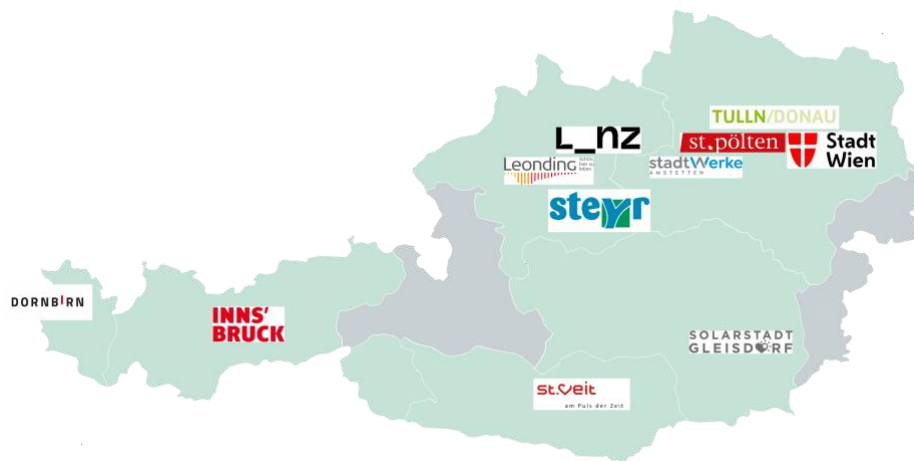 TULLN/DONAU
L_nz
st.pölten
Stadt
Wien
Leonding
stadtWerke
AMSTETTEN
steyr
DORNBIRN
INNS'
BRUCK
SOLARSTADT
GLEISDORF
st.veit
am Puls der Zeit